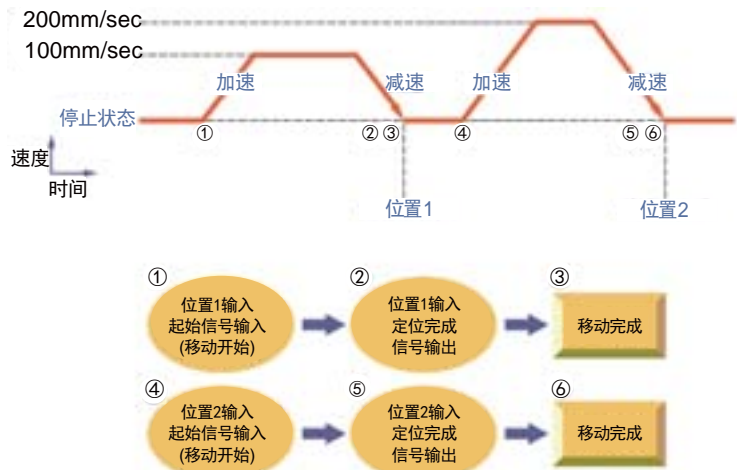 200mm/sec
100mm/sec
加速
减速
加速
减速
停止状态
①
② ③
④
⑤ ⑥
速度
时间
位置1
位置2
①
②
③
位置1输入
起始信号输入
(移动开始)
位置1输入
定位完成
信号输出
移动完成
④
⑤
⑥
位置2输入
起始信号输入
(移动开始)
位置2输入
定位完成
信号输出
移动完成